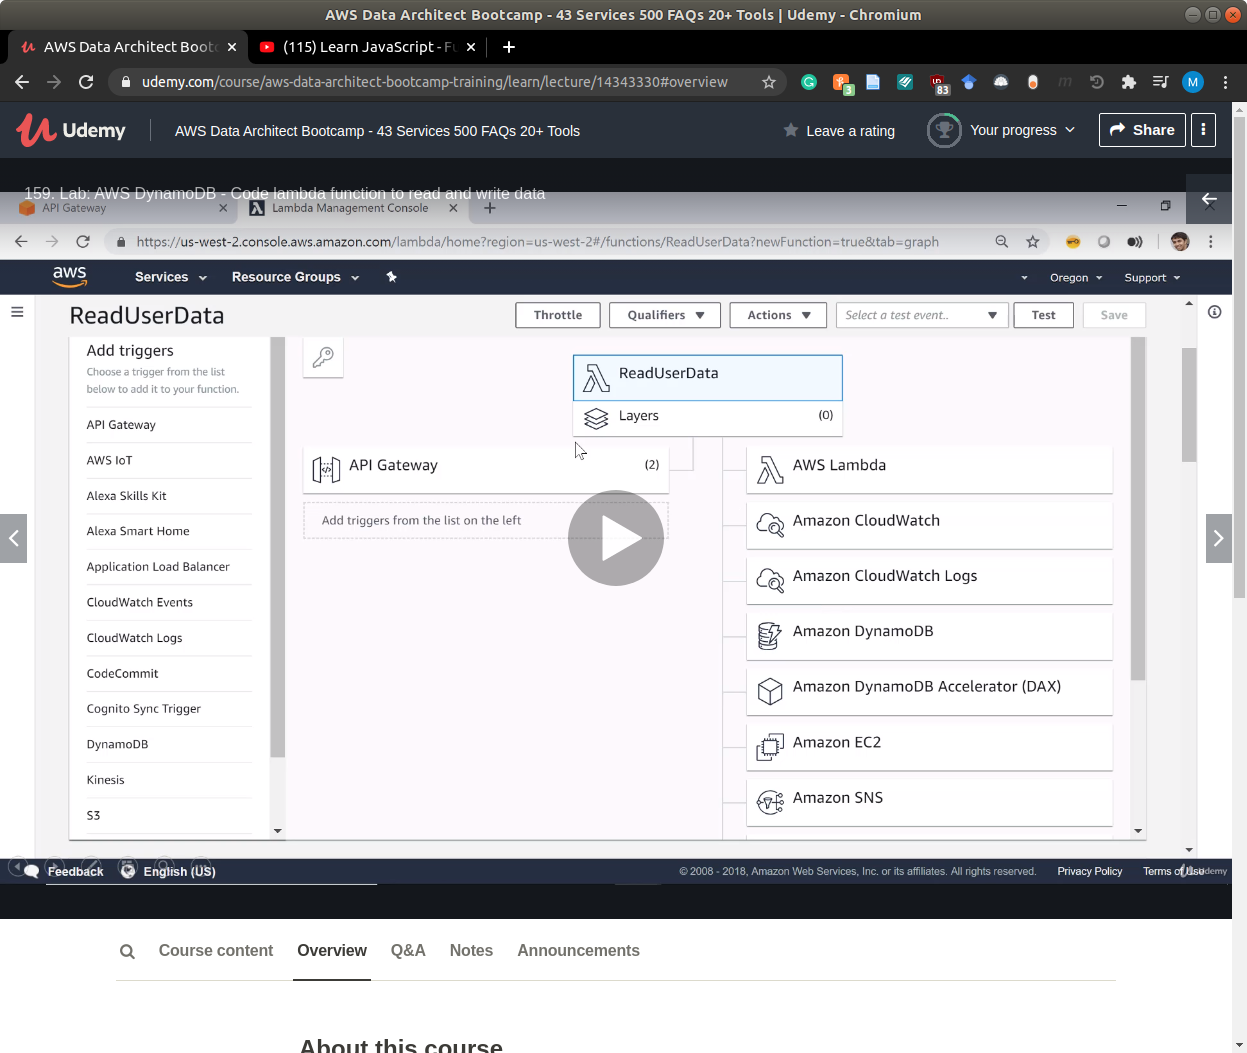 AWS Data Architect Bootcamp - 43 Services 500 FAQs 20+ Tools | Udemy - Chromium
AWS Data Architect Bootc
(115) Learn JavaScript - Fu
udemy.com/course/aws-data-architect-bootcamp-training/learn/lecture/14343330#overview
3
83
M
Udemy
AWS Data Architect Bootcamp - 43 Services 500 FAQs 20+ Tools
Leave a rating
Your progress
Share
159. Lab: AWS DynamoDB - Code lambda function to read and write data
API Gateway
Lambda Management Console
https://us-west-2.console.aws.amazon.com/lambda/home?region=us-west-2#/functions/ReadUserData?newFunction=true&tab=graph
aws
Services
Resource Groups
Oregon
Support
ReadUserData
Throttle
Qualifiers
Actions
Select a test event..
Test
Save
Add triggers
Choose a trigger from the list
below to add it to your function.
API Gateway
AWS IoT
Alexa Skills Kit
Alexa Smart Home
Application Load Balancer
CloudWatch Events
CloudWatch Logs
CodeCommit
Cognito Sync Trigger
DynamoDB
Kinesis
S3
ReadUserData
Layers
(0)
API Gateway
(2)
Add triggers from the list on the left
AWS Lambda
Amazon CloudWatch
Amazon CloudWatch Logs
Amazon DynamoDB
Amazon DynamoDB Accelerator (DAX)
Amazon EC2
Amazon SNS
Feedback
English (US)
© 2008 - 2018, Amazon Web Services, Inc. or its affiliates. All rights reserved.
Privacy Policy
Terms of Use
Udemy
Course content
Overview
Q&A
Notes
Announcements
About this course